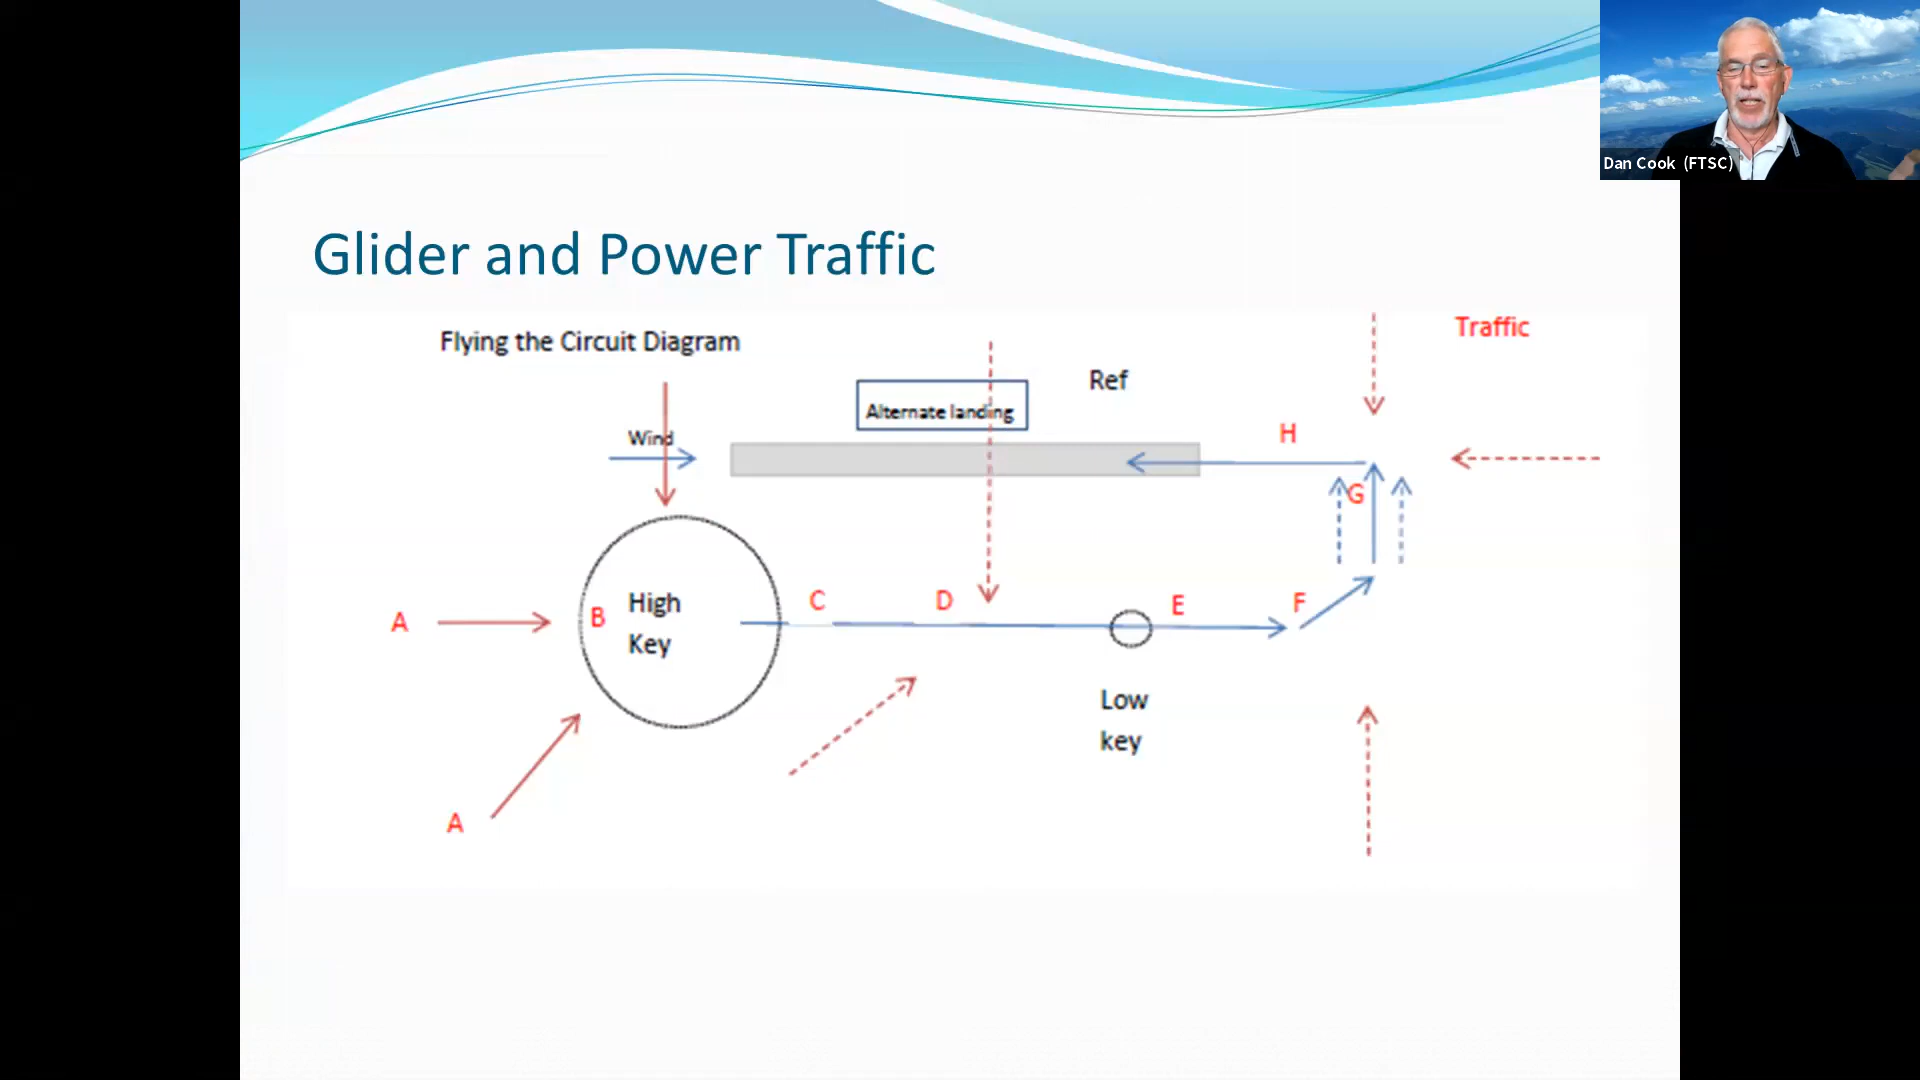 Dan Cook (FTSC)
Glider and Power Traffic
Flying the Circuit Diagram
Traffic
Ref
Alternate landing
Wind
H
G
High
Key
A
B
C
D
E
F
Low
key
A